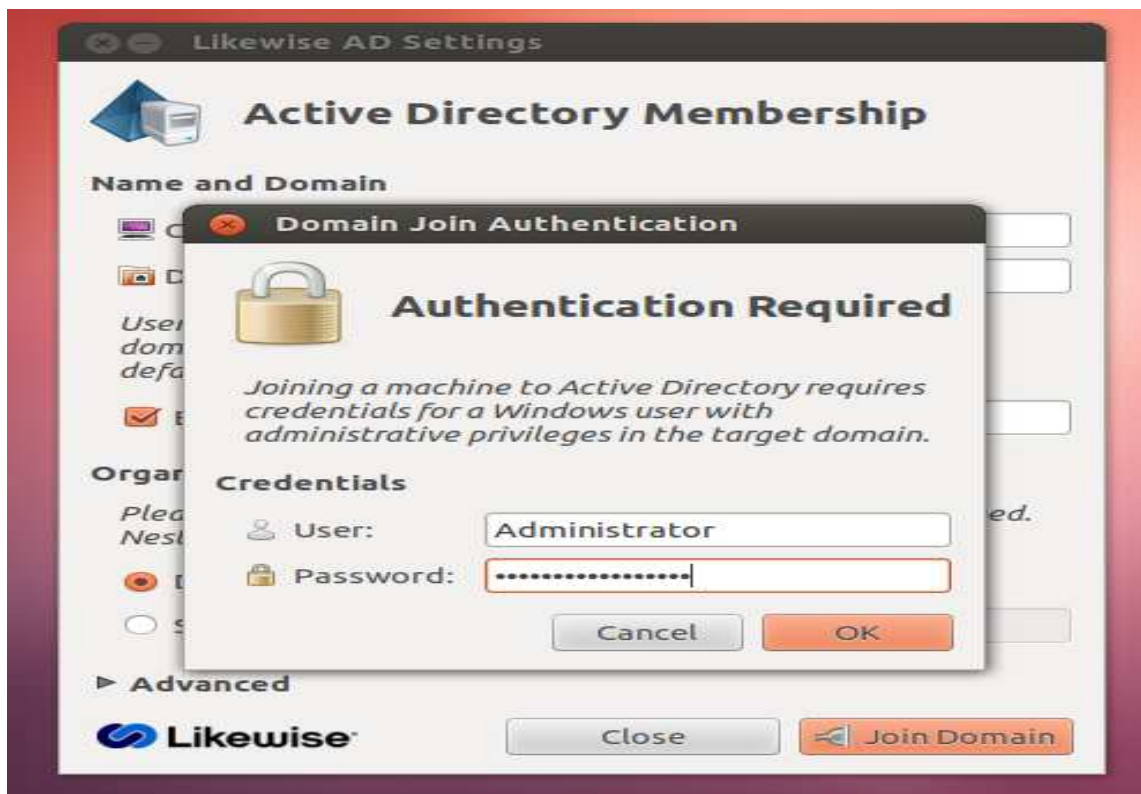 Likewise AD Settings
Active Directory Membership
Name and Domain
Domain Join Authentication
Authentication Required
Joining a machine to Active Directory requires
credentials for a Windows user with
administrative privileges in the target domain.
Credentials
User: Administrator
Password: •••••••••••••••••
Cancel OK
Advanced
Likewise
Close Join Domain